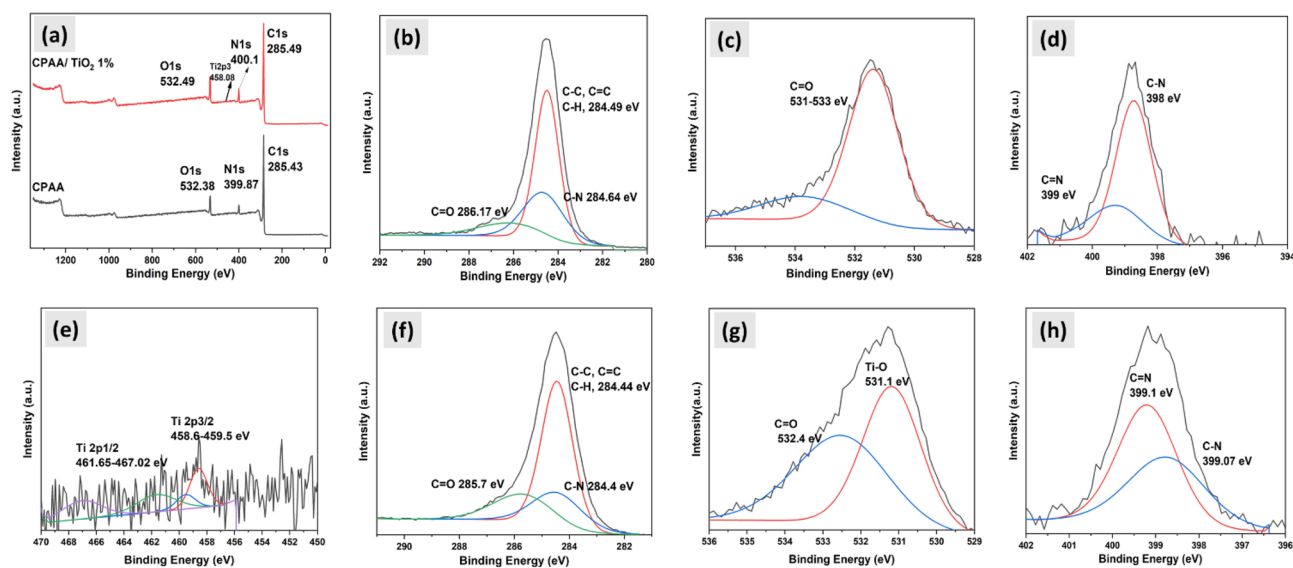 (a)
CPAA/ TiO2 1%
O1s
532.49
Ti2p3
458.08
N1s
400.1
C1s
285.49
CPAA
O1s
532.38
N1s
399.87
C1s
285.43
Intensity (a.u.)
1200 1000 800 600 400 200 0
Binding Energy (eV)
(b)
C-C, C=C
C-H, 284.49 eV
C=O 286.17 eV
C-N 284.64 eV
Intensity (a.u.)
292 290 288 286 284 282 280
Binding Energy (eV)
(c)
C=O
531-533 eV
Intensity (a.u.)
536 534 532 530 528
Binding Energy (eV)
(d)
C-N
398 eV
C=N
399 eV
Intensity (a.u.)
402 400 398 396 394
Binding Energy (eV)
(e)
Ti 2p3/2
458.6-459.5 eV
Ti 2p1/2
461.65-467.02 eV
Intensity (a.u.)
470 468 466 464 462 460 458 456 454 452 450
Binding Energy (eV)
(f)
C-C, C=C
C-H, 284.44 eV
C=O 285.7 eV
C-N 284.4 eV
Intensity (a.u.)
290 288 286 284 282
Binding Energy (eV)
(g)
Ti-O
531.1 eV
C=O
532.4 eV
Intensity(a.u.)
536 535 534 533 532 531 530 529
Binding Energy (eV)
(h)
C=N
399.1 eV
C-N
399.07 eV
Intensity (a.u.)
402 401 400 399 398 397 396
Binding Energy (eV)